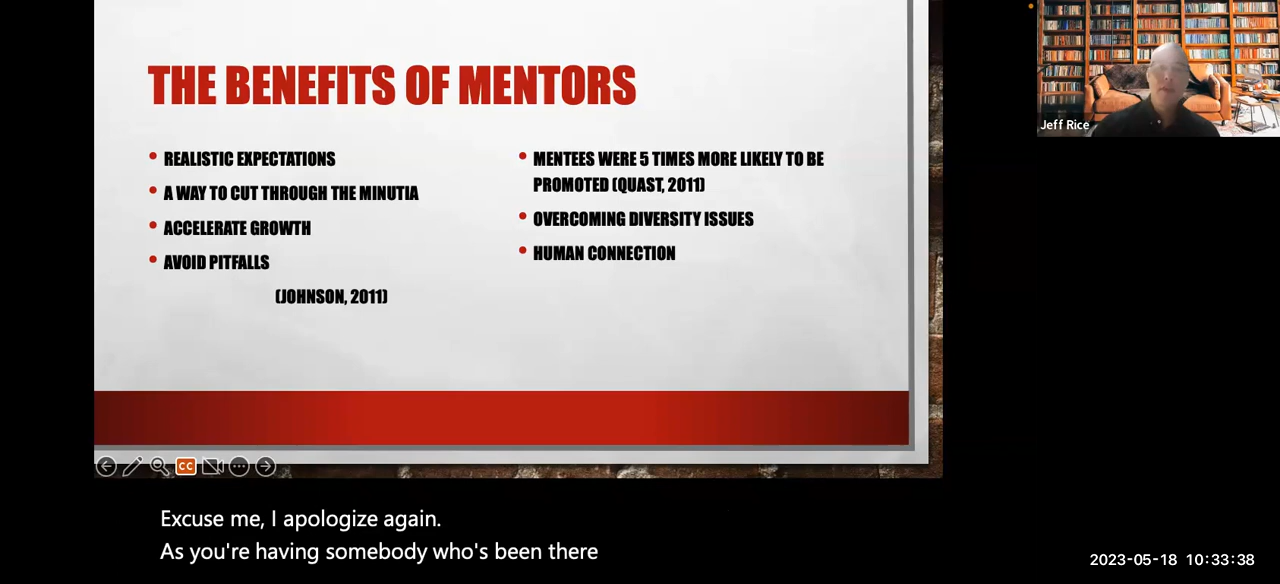 THE BENEFITS OF MENTORS
REALISTIC EXPECTATIONS
A WAY TO CUT THROUGH THE MINUTIA
ACCELERATE GROWTH
AVOID PITFALLS
(JOHNSON, 2011)
MENTEES WERE 5 TIMES MORE LIKELY TO BE
PROMOTED (QUAST, 2011)
OVERCOMING DIVERSITY ISSUES
HUMAN CONNECTION
Jeff Rice
CC
Excuse me, I apologize again.
As you're having somebody who's been there
2023-05-18 10:33:38